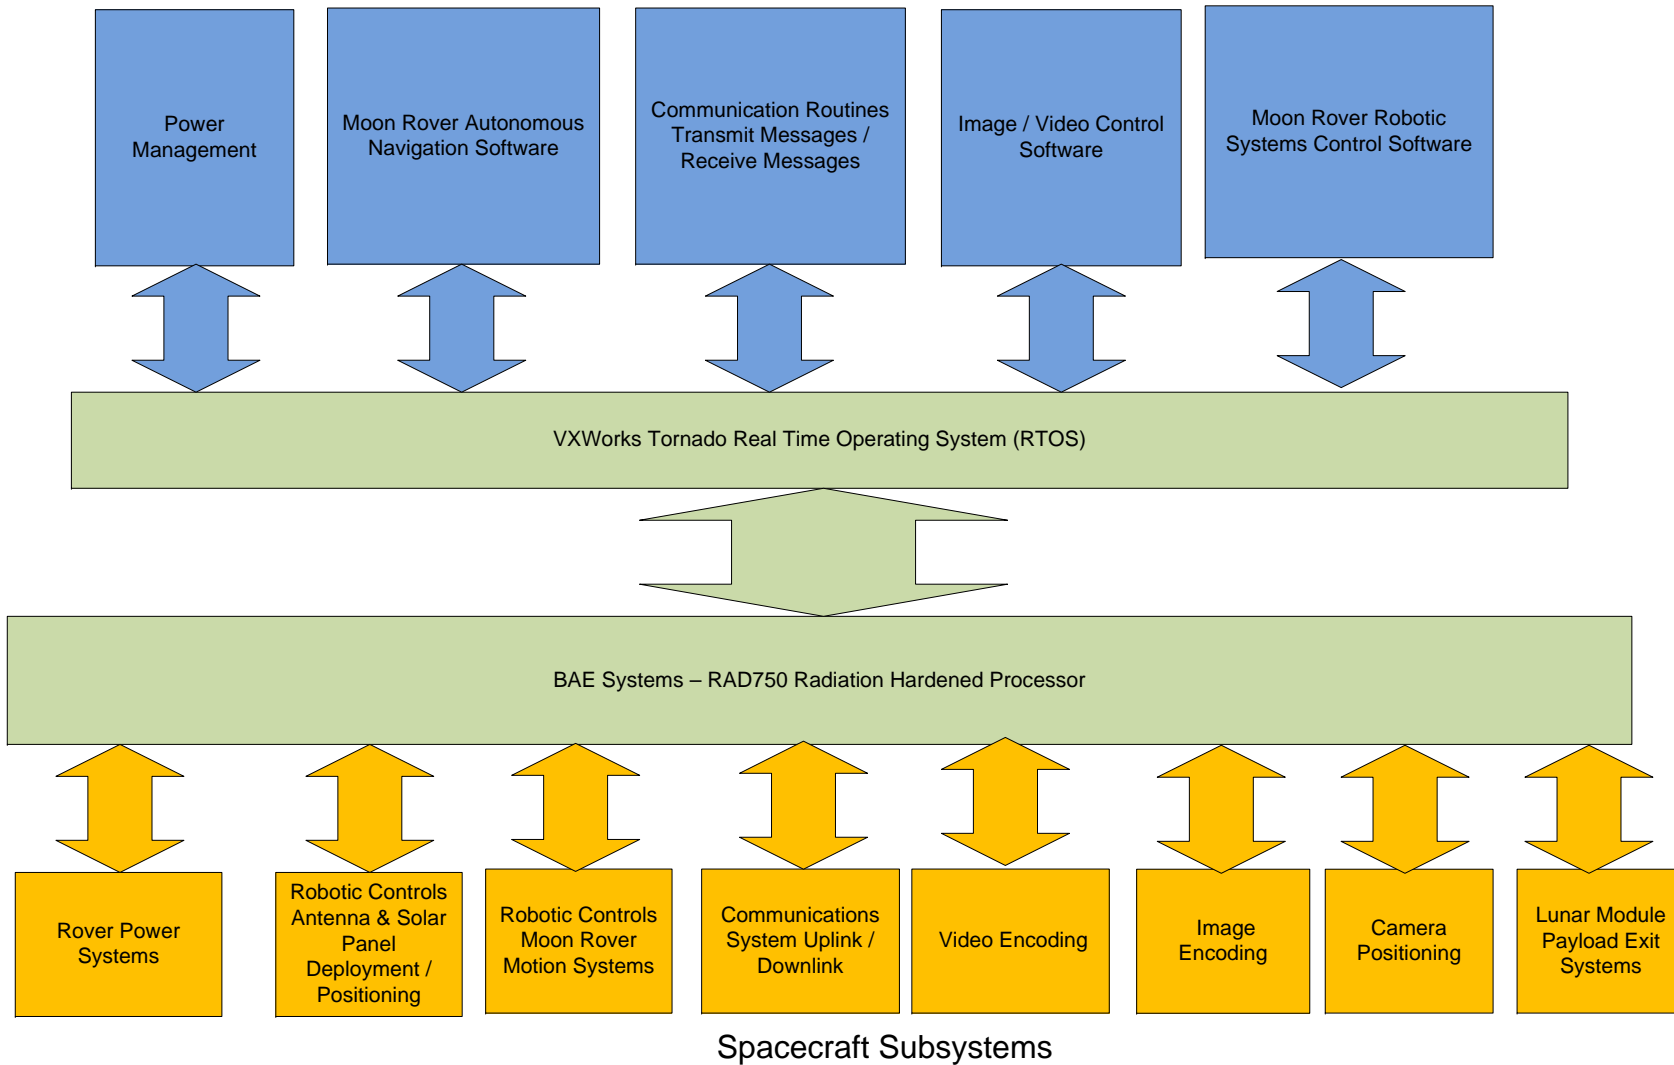 Power
Management
Moon Rover Autonomous
Navigation Software
Communication Routines
Transmit Messages /
Receive Messages
Image / Video Control
Software
Moon Rover Robotic
Systems Control Software
VXWorks Tornado Real Time Operating System (RTOS)
BAE Systems – RAD750 Radiation Hardened Processor
Rover Power
Systems
Robotic Controls
Antenna & Solar
Panel
Deployment /
Positioning
Robotic Controls
Moon Rover
Motion Systems
Communications
System Uplink /
Downlink
Video Encoding
Image
Encoding
Camera
Positioning
Lunar Module
Payload Exit
Systems
Spacecraft Subsystems